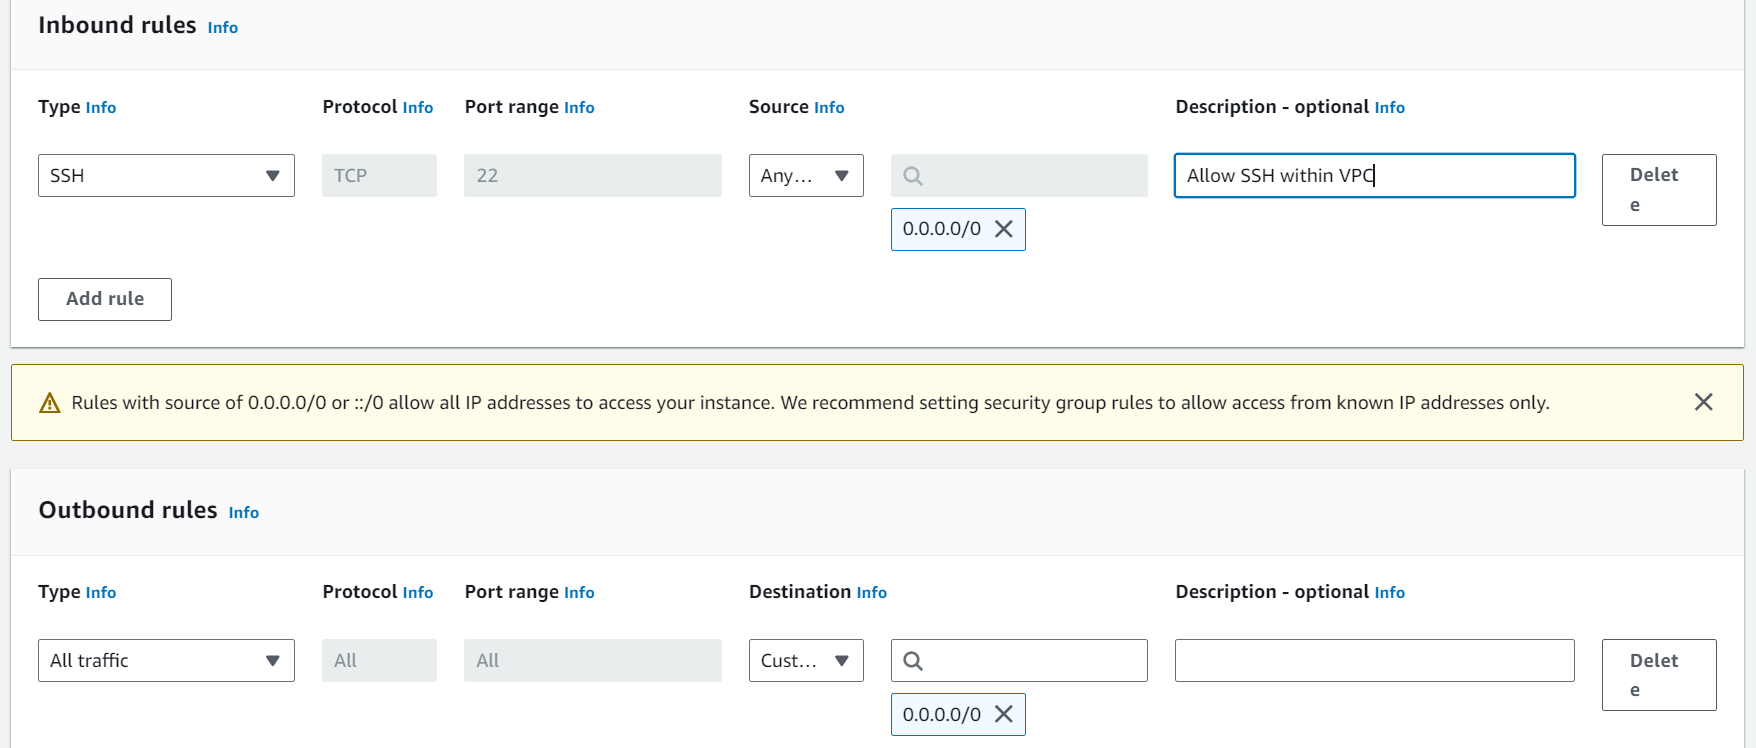 Inbound rules Info
Type Info Protocol Info Port range Info Source Info Description - optional Info
SSH TCP 22 Any... Allow SSH within VPC Delet
e
0.0.0.0/0
Add rule
Rules with source of 0.0.0.0/0 or ::/0 allow all IP addresses to access your instance. We recommend setting security group rules to allow access from known IP addresses only.
Outbound rules Info
Type Info Protocol Info Port range Info Destination Info Description - optional Info
All traffic All All Cust... Delet
e
0.0.0.0/0